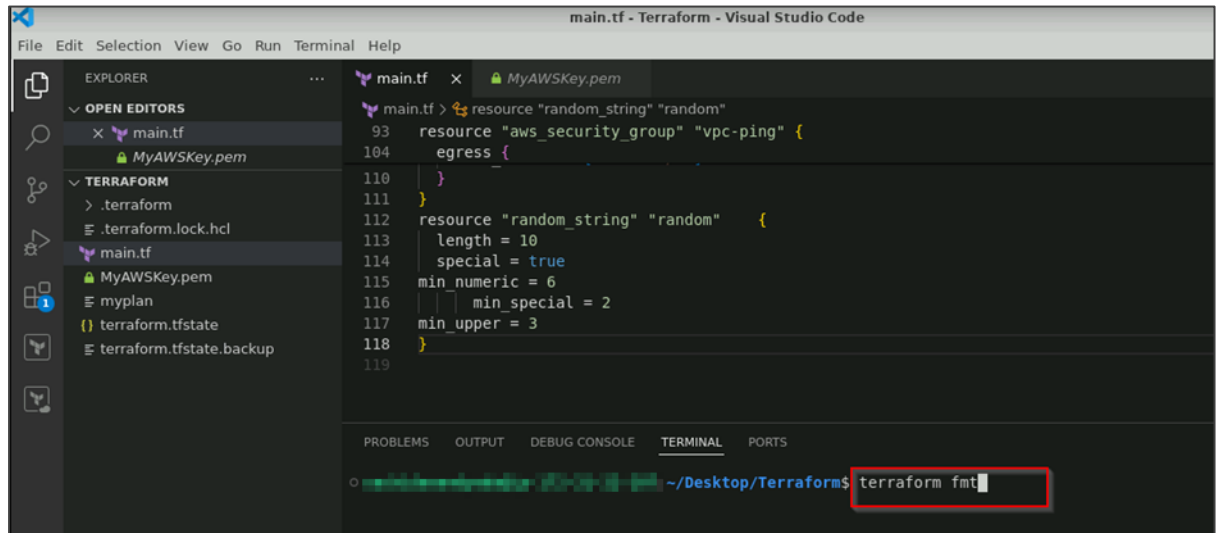 main.tf - Terraform - Visual Studio Code
File Edit Selection View Go Run Terminal Help
EXPLORER ...
OPEN EDITORS
main.tf
MyAWSKey.pem
TERRAFORM
.terraform
.terraform.lock.hcl
main.tf
MyAWSKey.pem
myplan
{} terraform.tfstate
terraform.tfstate.backup
1
main.tf MyAWSKey.pem
main.tf > resource "random_string" "random"
93 resource "aws_security_group" "vpc-ping" {
104 egress {
110 }
111 }
112 resource "random_string" "random" {
113 length = 10
114 special = true
115 min_numeric = 6
116 min_special = 2
117 min_upper = 3
118 }
119
PROBLEMS OUTPUT DEBUG CONSOLE TERMINAL PORTS
~/Desktop/Terraform$ terraform fmt